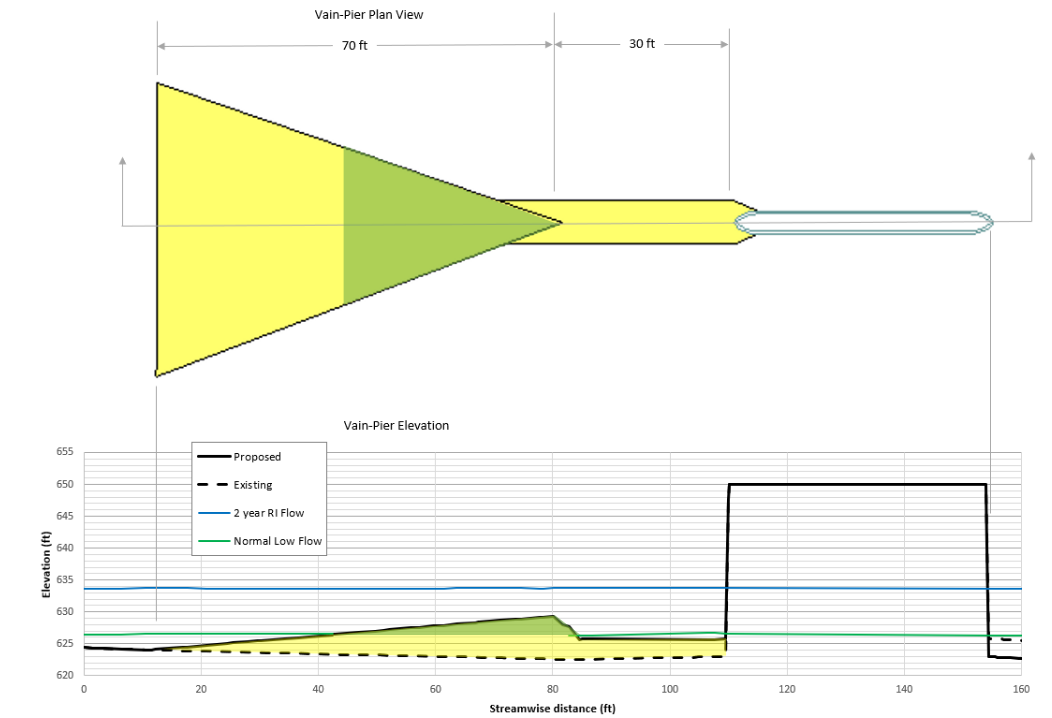 Vain-Pier Plan View
70 ft
30 ft
Vain-Pier Elevation
Proposed
Existing
2 year RI Flow
Normal Low Flow
655
650
645
640
635
630
625
620
Elevation (ft)
0 20 40 60 80 100 120 140 160
Streamwise distance (ft)